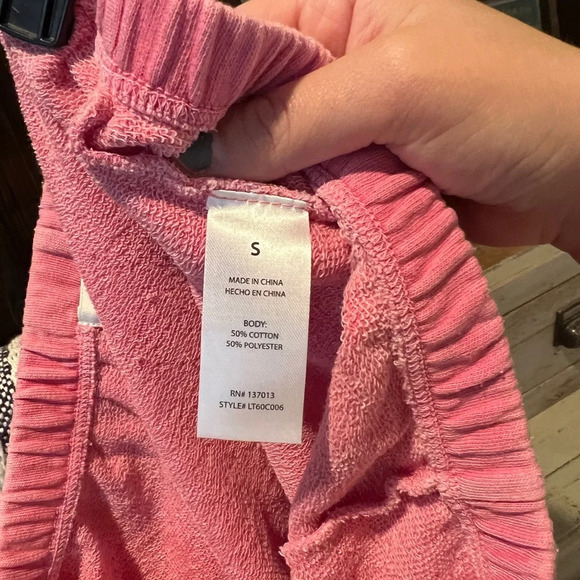 S
MADE IN CHINA
HECHO EN CHINA
BODY:
50% COTTON
50% POLYESTER
RN# 137013
STYLE# LT60C006